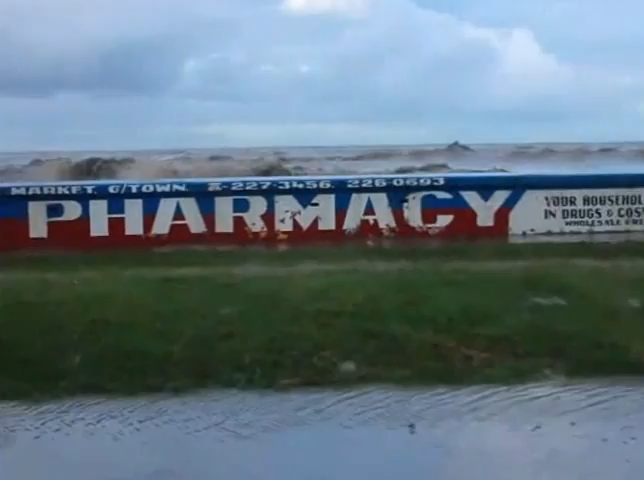 MARKET. G/TOWN. ☎-227-3456. 226-0693
PHARMACY
YOUR HOUSEHOL
IN DRUGS & COS
WHOLESALE